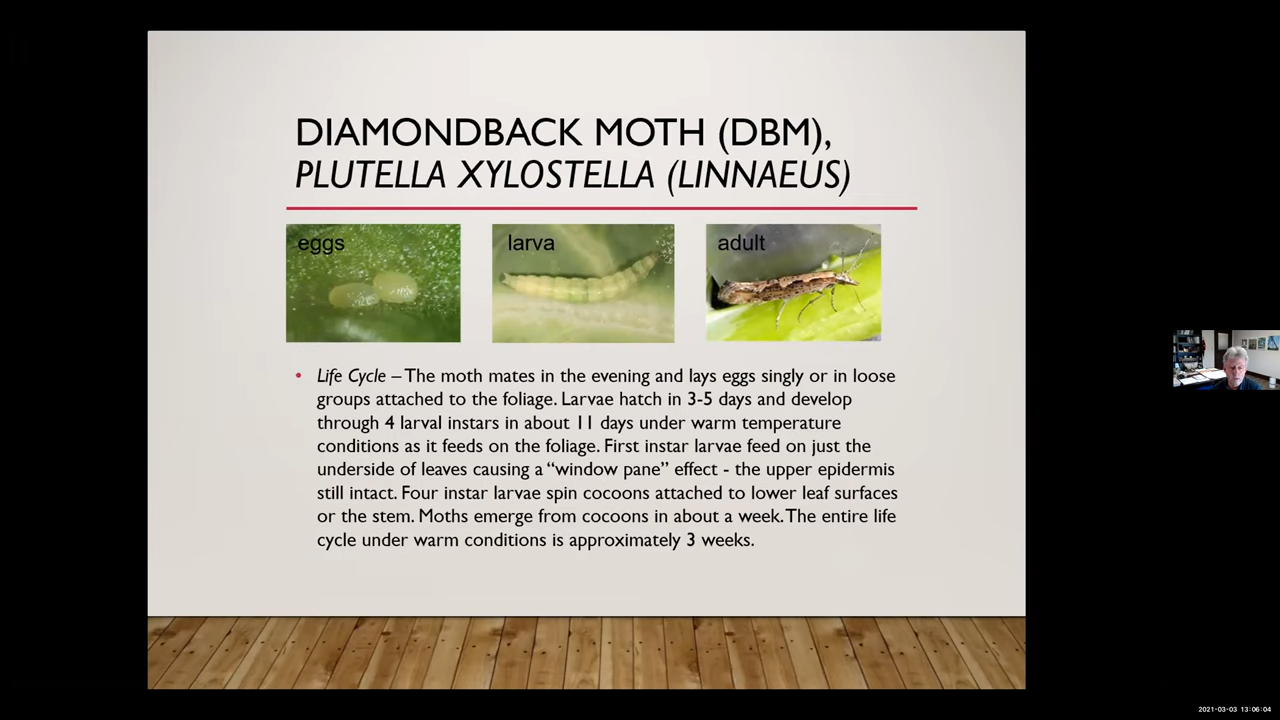 DIAMONDBACK MOTH (DBM),
PLUTELLA XYLOSTELLA (LINNAEUS)
eggs
larva
adult
• Life Cycle – The moth mates in the evening and lays eggs singly or in loose
groups attached to the foliage. Larvae hatch in 3-5 days and develop
through 4 larval instars in about 11 days under warm temperature
conditions as it feeds on the foliage. First instar larvae feed on just the
underside of leaves causing a “window pane” effect - the upper epidermis
still intact. Four instar larvae spin cocoons attached to lower leaf surfaces
or the stem. Moths emerge from cocoons in about a week. The entire life
cycle under warm conditions is approximately 3 weeks.
2021-03-03 13:06:04